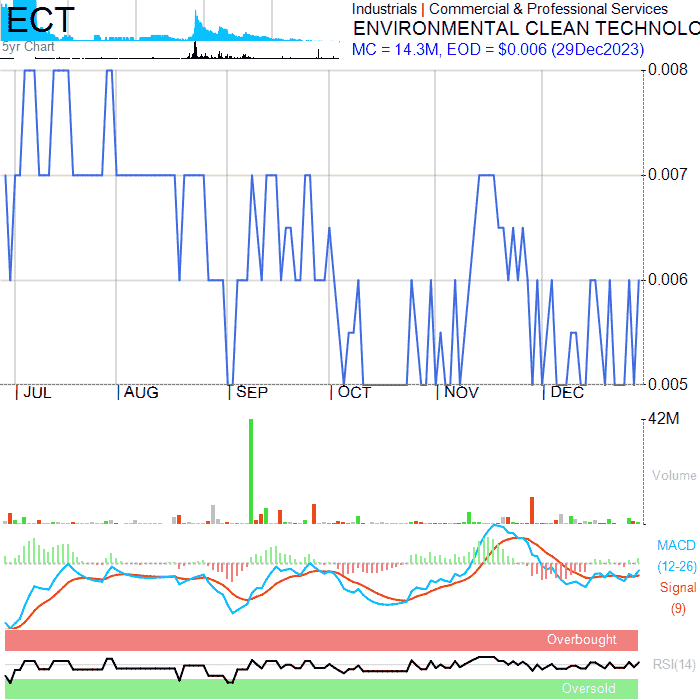 ECT
5yr Chart
Industrials | Commercial & Professional Services
ENVIRONMENTAL CLEAN TECHNOLO
MC = 14.3M, EOD = $0.006 (29Dec2023)
0.008
0.007
0.006
0.005
JUL AUG SEP OCT NOV DEC
42M
Volume
MACD
(12-26)
Signal
(9)
Overbought
RSI(14)
Oversold